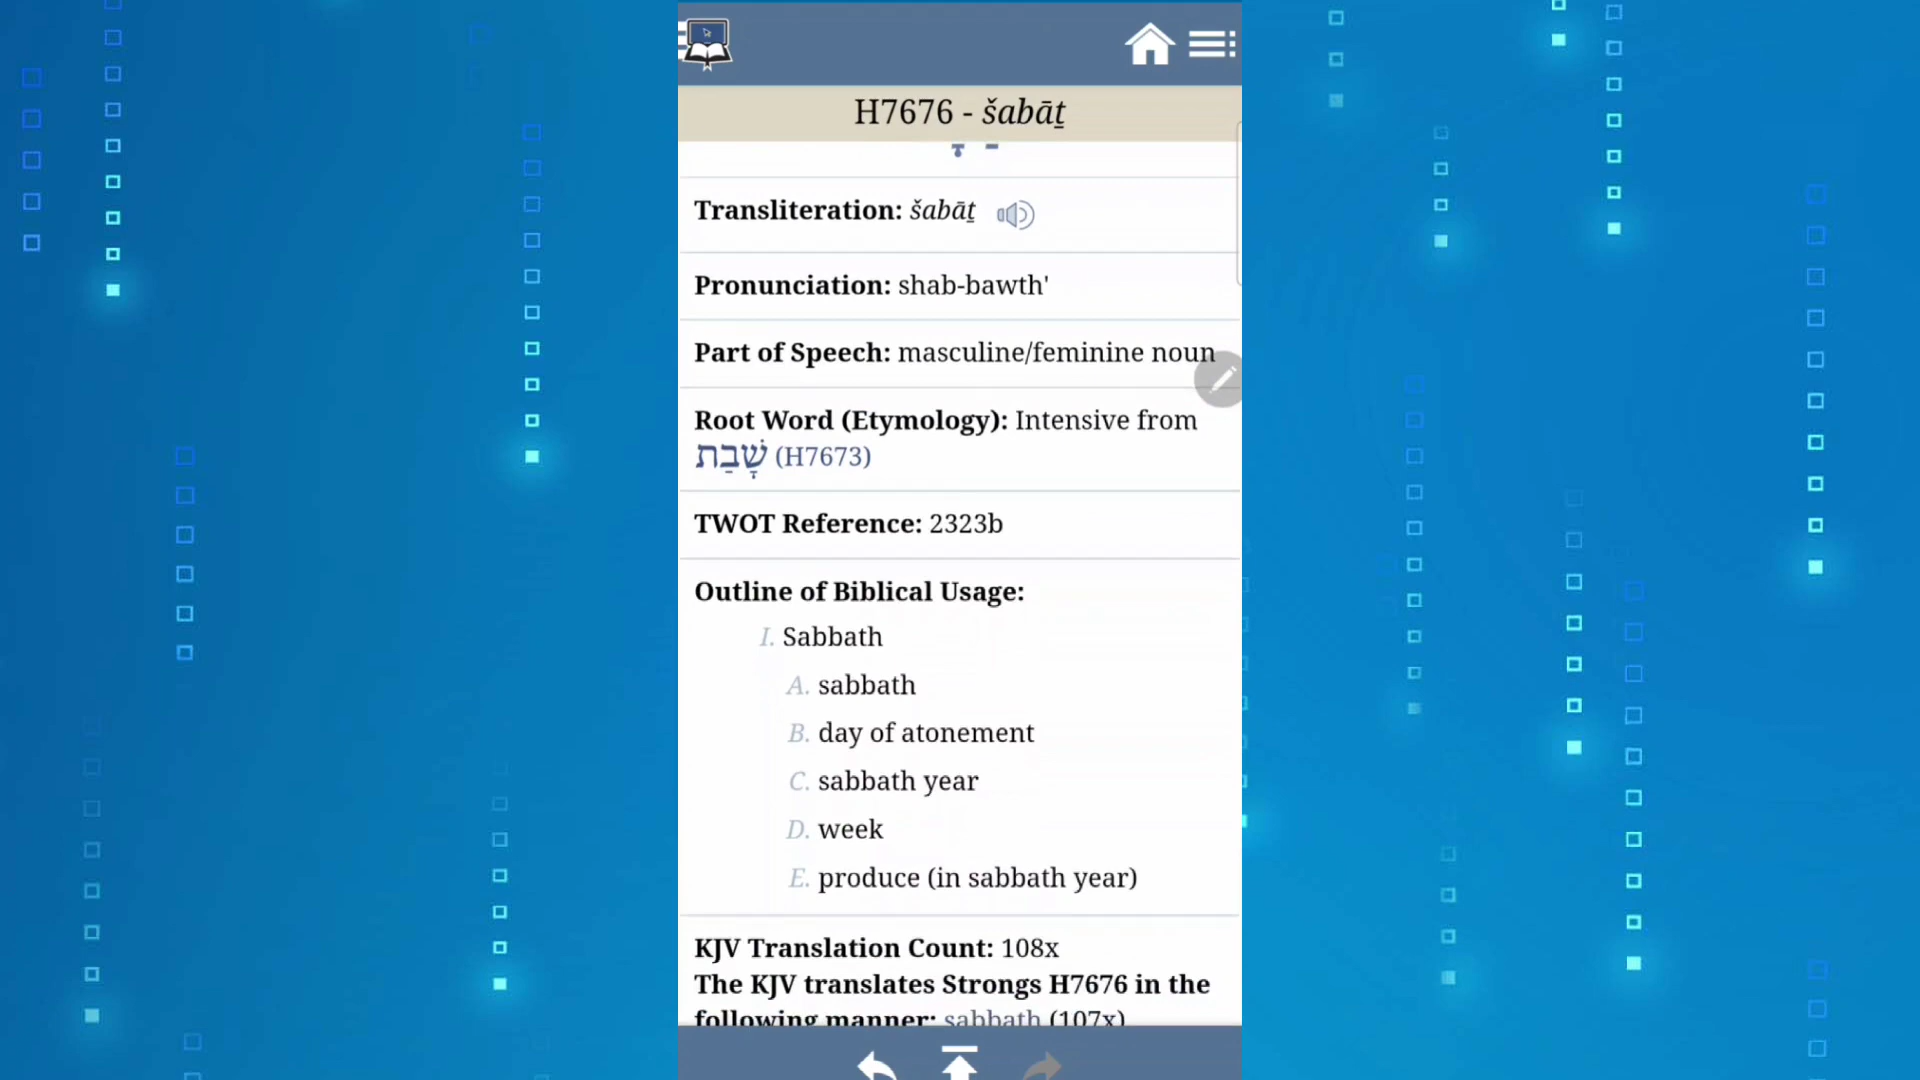 H7676 - šabāṯ
Transliteration: šabāṯ
Pronunciation: shab-bawth'
Part of Speech: masculine/feminine noun
Root Word (Etymology): Intensive from
שָׁבַת (H7673)
TWOT Reference: 2323b
Outline of Biblical Usage:
I. Sabbath
A. sabbath
B. day of atonement
C. sabbath year
D. week
E. produce (in sabbath year)
KJV Translation Count: 108x
The KJV translates Strongs H7676 in the
following manner: sabbath (107x)